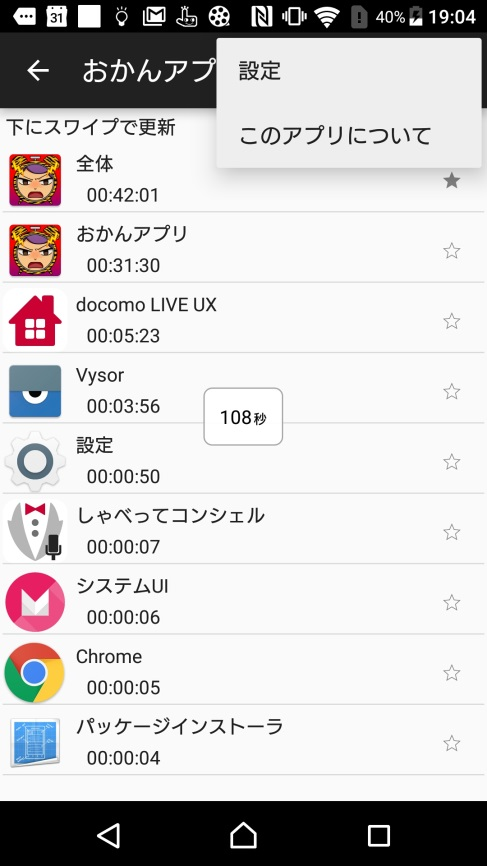 31
40%
19:04
おかんアプ
設定
このアプリについて
下にスワイプで更新
全体
00:42:01
おかんアプリ
00:31:30
docomo LIVE UX
00:05:23
Vysor
00:03:56
108秒
設定
00:00:50
しゃべってコンシェル
00:00:07
システムUI
00:00:06
Chrome
00:00:05
パッケージインストーラ
00:00:04